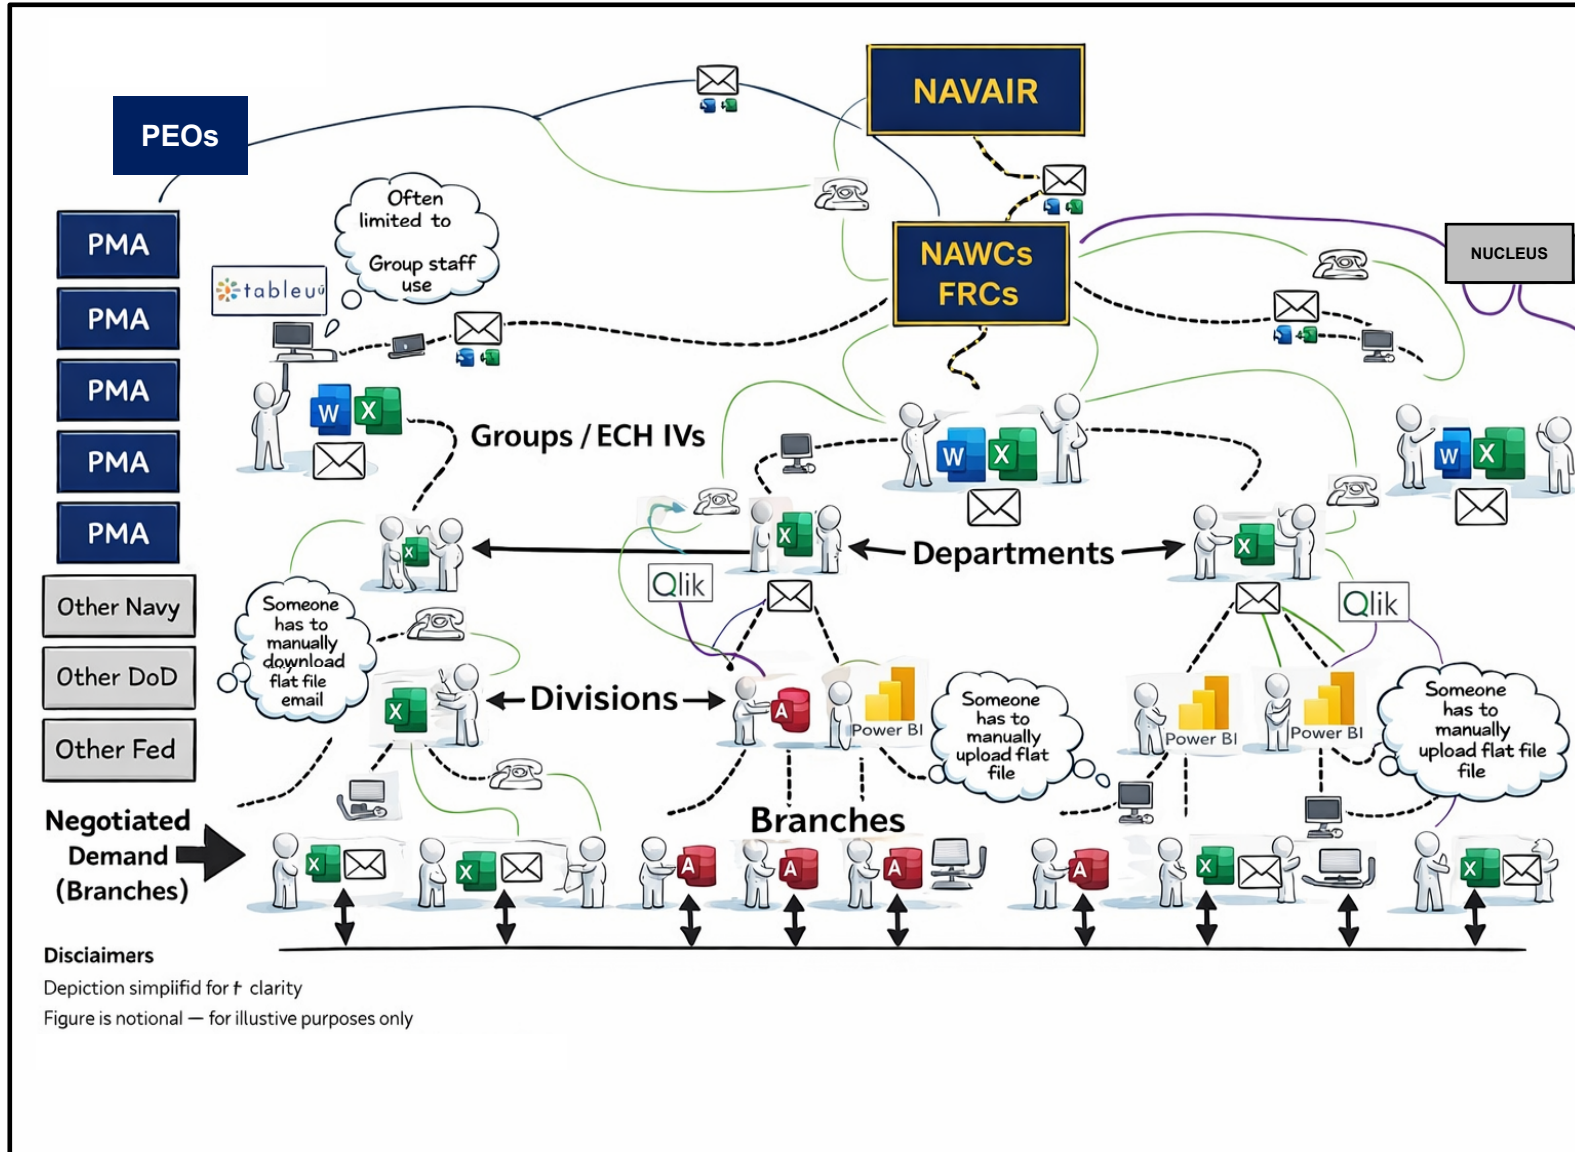 NAVAIR
PEOs
Often
limited to
Group staff
use
PMA
NAWCs
FRCs
NUCLEUS
tableuü
PMA
PMA
W
X
Groups / ECH IVs
W
X
W
X
PMA
PMA
X
X
Departments
X
Qlik
Qlik
Other Navy
Someone
has to
manually
download
flat file
email
Other DoD
X
Divisions
A
Power BI
Someone
has to
manually
upload flat
file
Power BI
Power BI
Someone
has to
manually
upload flat file
file
Other Fed
Negotiated
Demand
(Branches)
Branches
X
X
A
A
A
A
X
X
Disciaimers
Depiction simplifid for t clarity
Figure is notional — for illustive purposes only